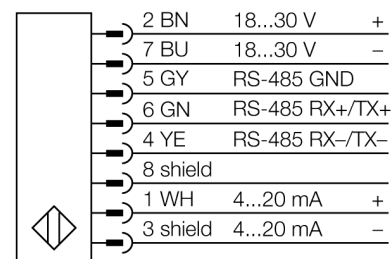 2 BN 18...30 V +
7 BU 18...30 V –
5 GY RS-485 GND
6 GN RS-485 RX+/TX+
4 YE RS-485 RX–/TX–
8 shield
1 WH 4...20 mA +
3 shield 4...20 mA –